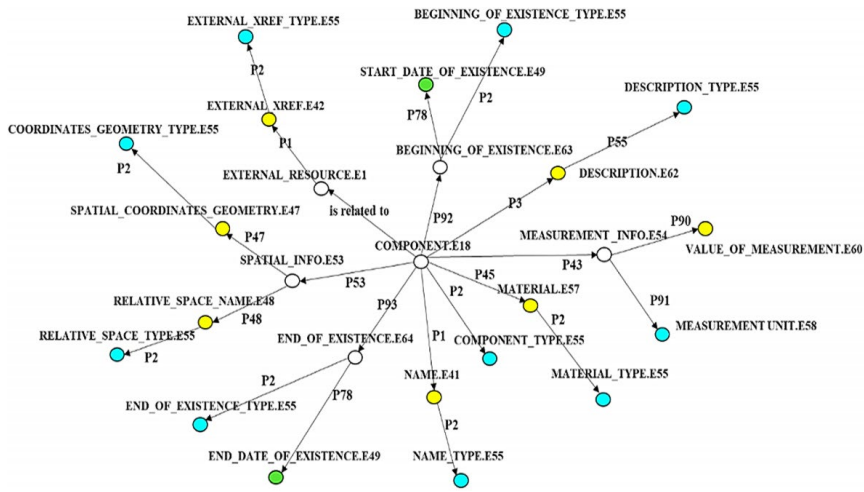 BEGINNING_OF_EXISTENCE_TYPE.E55
EXTERNAL_XREF_TYPE.E55
P2
START_DATE_OF_EXISTENCE.E49
P2
DESCRIPTION_TYPE.E55
EXTERNAL_XREF.E42
P78
COORDINATES_GEOMETRY_TYPE.E55
P1
P55
BEGINNING_OF_EXISTENCE.E63
P2
EXTERNAL_RESOURCE.E1
DESCRIPTION.E62
P3
SPATIAL_COORDINATES_GEOMETRY.E47
is related to
P92
P90
P47
MEASUREMENT_INFO.E54
COMPONENT.E18
VALUE_OF_MEASUREMENT.E60
SPATIAL_INFO.E53
P43
P53
P45
P2
MATERIAL.E57
RELATIVE_SPACE_NAME.E48
P93
P91
P48
P2
MEASUREMENT UNIT.E58
RELATIVE_SPACE_TYPE.E55
END_OF_EXISTENCE.E64
P1
COMPONENT_TYPE.E55
P2
NAME.E41
MATERIAL_TYPE.E55
P2
P78
END_OF_EXISTENCE_TYPE.E55
P2
END_DATE_OF_EXISTENCE.E49
NAME_TYPE.E55